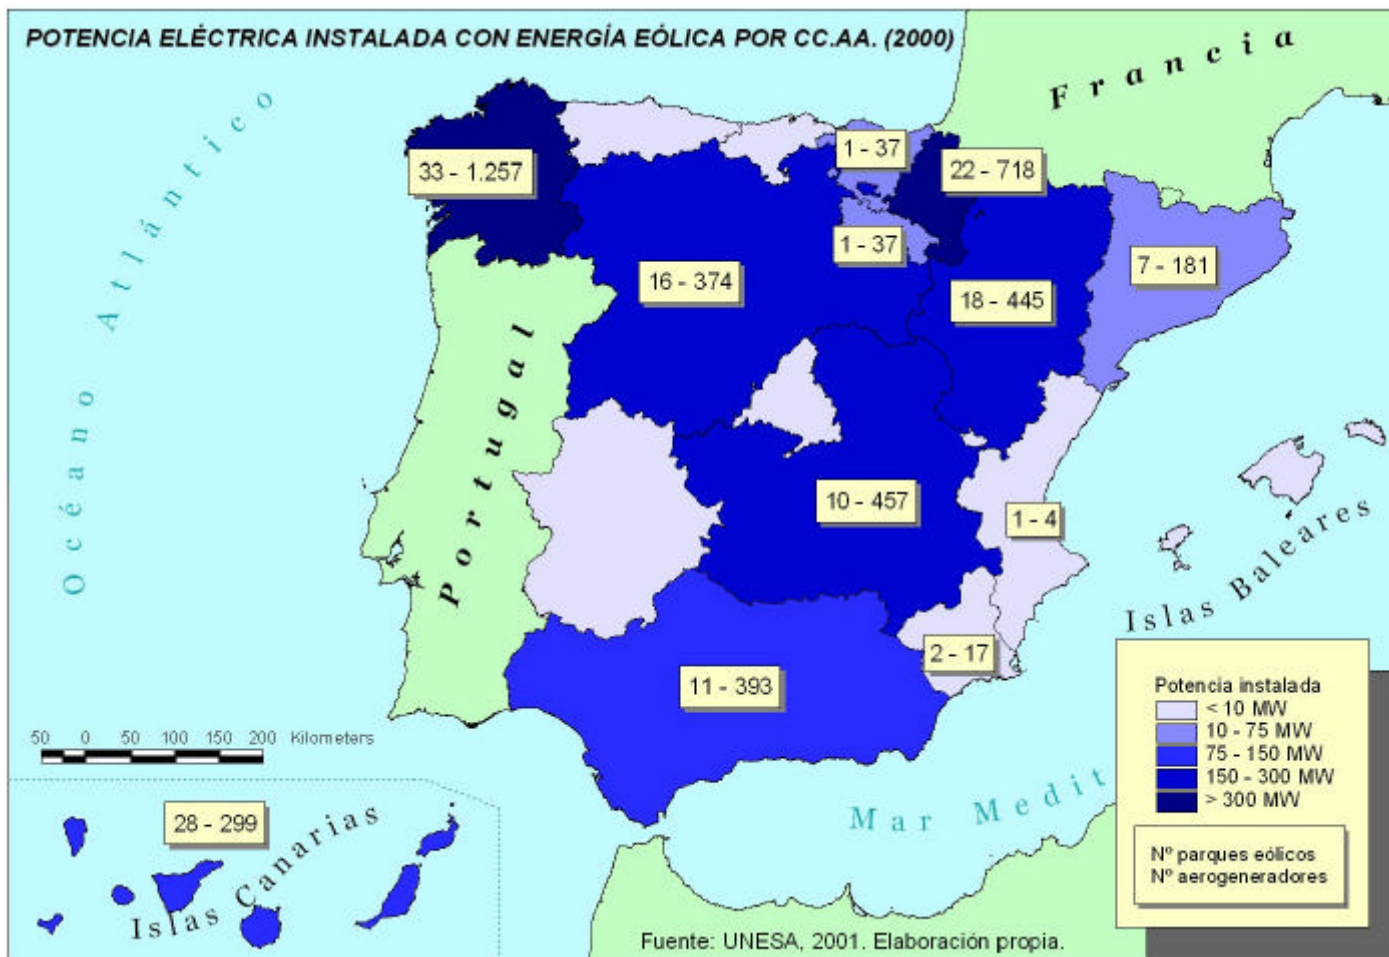 POTENCIA ELÉCTRICA INSTALADA CON ENERGÍA EÓLICA POR CC.AA. (2000)
Francia
Océano Atlántico
33 - 1.257
1 - 37
22 - 718
1 - 37
7 - 181
16 - 374
18 - 445
Portugal
10 - 457
1 - 4
Islas Baleares
2 - 17
11 - 393
50 0 50 100 150 200 Kilometers
Mar Medit
28 - 299
Islas Canarias
Potencia instalada
< 10 MW
10 - 75 MW
75 - 150 MW
150 - 300 MW
> 300 MW
Nº parques eólicos
Nº aerogeneradores
Fuente: UNESA, 2001. Elaboración propia.